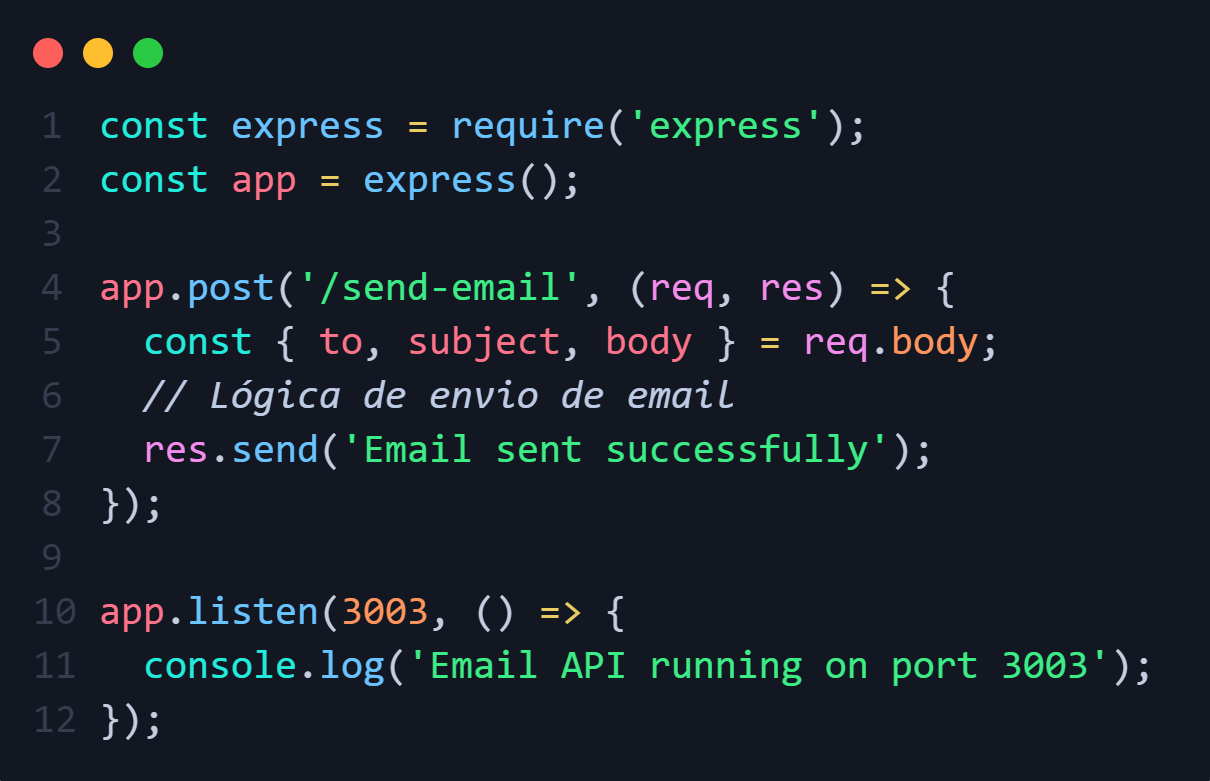 1 const express = require('express');
2 const app = express();
3
4 app.post('/send-email', (req, res) => {
5   const { to, subject, body } = req.body;
6   // Lógica de envio de email
7   res.send('Email sent successfully');
8 });
9
10 app.listen(3003, () => {
11   console.log('Email API running on port 3003');
12 });